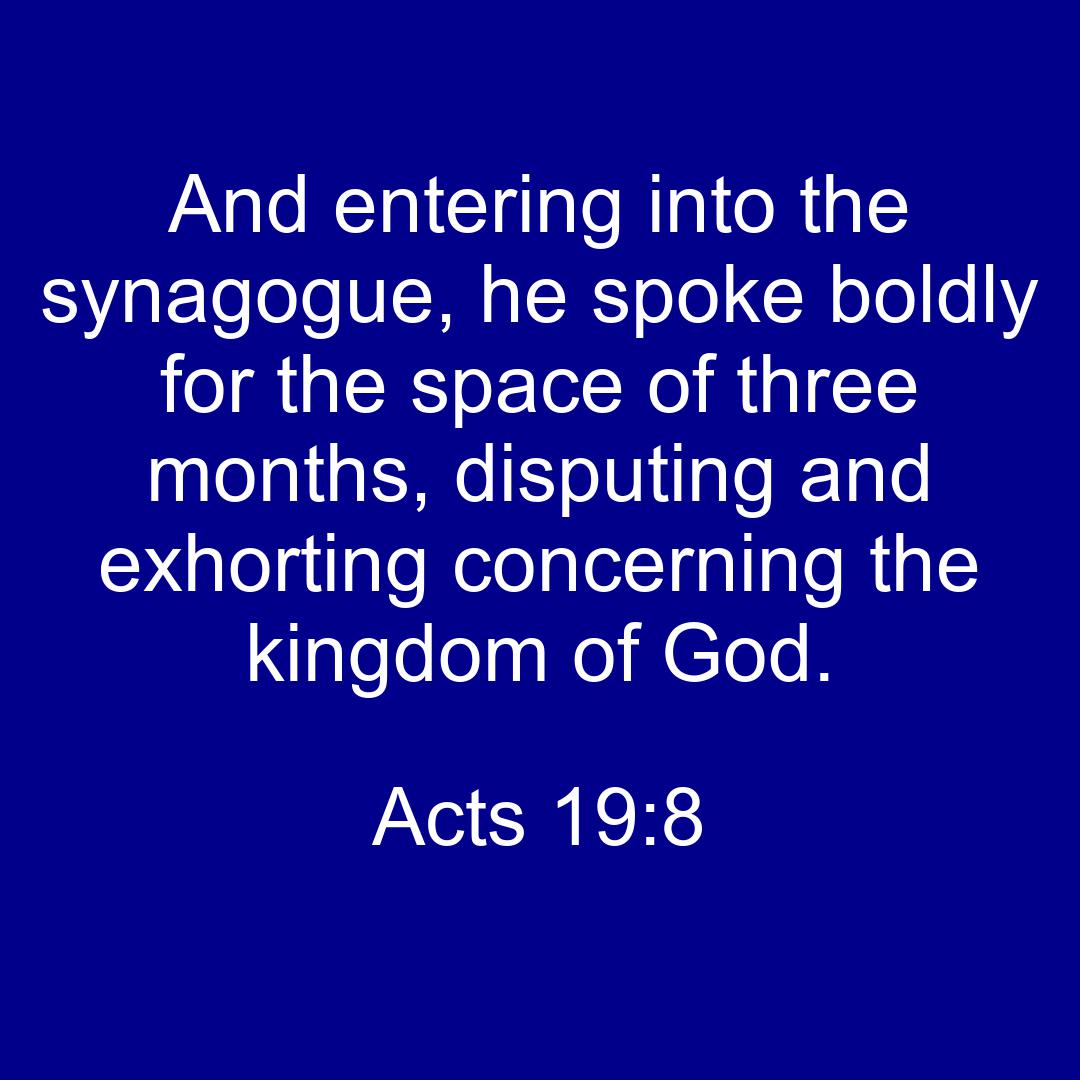 And entering into the
synagogue, he spoke boldly
for the space of three
months, disputing and
exhorting concerning the
kingdom of God.
Acts 19:8